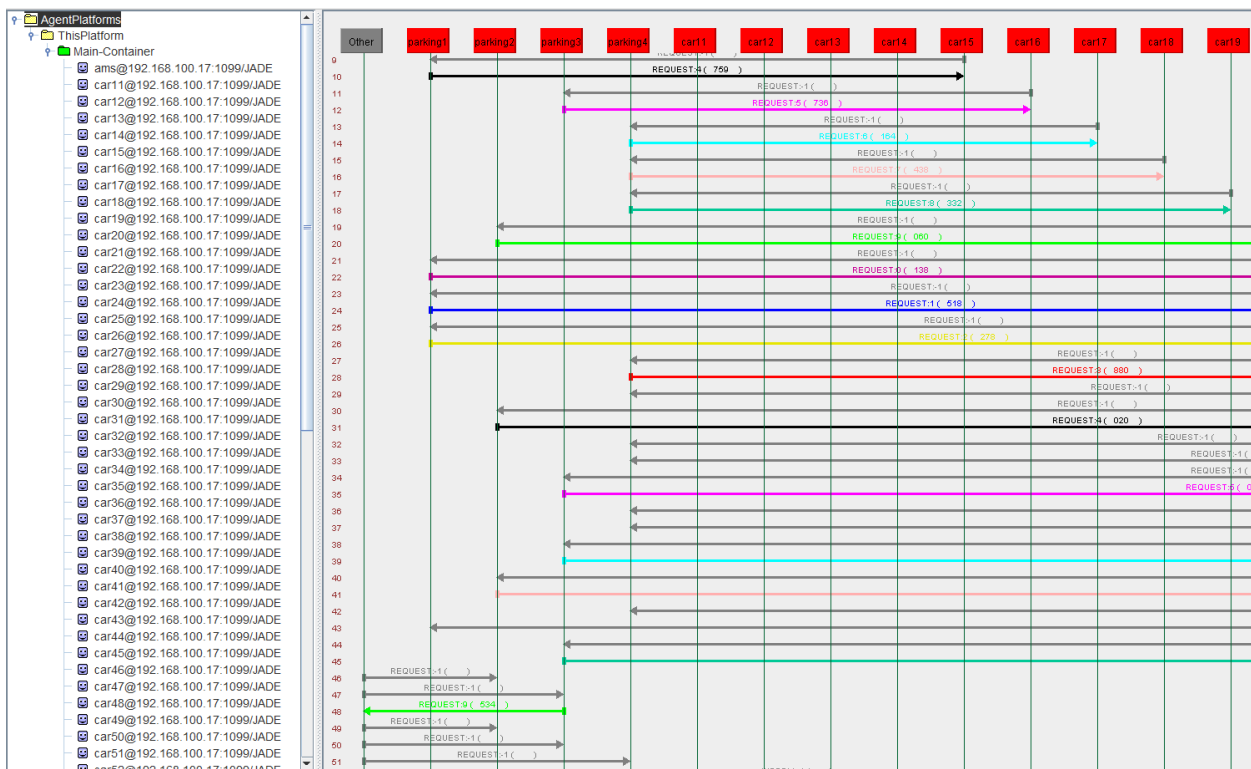 AgentPlatforms
ThisPlatform
Main-Container
ams@192.168.100.17:1099/JADE
car11@192.168.100.17:1099/JADE
car12@192.168.100.17:1099/JADE
car13@192.168.100.17:1099/JADE
car14@192.168.100.17:1099/JADE
car15@192.168.100.17:1099/JADE
car16@192.168.100.17:1099/JADE
car17@192.168.100.17:1099/JADE
car18@192.168.100.17:1099/JADE
car19@192.168.100.17:1099/JADE
car20@192.168.100.17:1099/JADE
car21@192.168.100.17:1099/JADE
car22@192.168.100.17:1099/JADE
car23@192.168.100.17:1099/JADE
car24@192.168.100.17:1099/JADE
car25@192.168.100.17:1099/JADE
car26@192.168.100.17:1099/JADE
car27@192.168.100.17:1099/JADE
car28@192.168.100.17:1099/JADE
car29@192.168.100.17:1099/JADE
car30@192.168.100.17:1099/JADE
car31@192.168.100.17:1099/JADE
car32@192.168.100.17:1099/JADE
car33@192.168.100.17:1099/JADE
car34@192.168.100.17:1099/JADE
car35@192.168.100.17:1099/JADE
car36@192.168.100.17:1099/JADE
car37@192.168.100.17:1099/JADE
car38@192.168.100.17:1099/JADE
car39@192.168.100.17:1099/JADE
car40@192.168.100.17:1099/JADE
car41@192.168.100.17:1099/JADE
car42@192.168.100.17:1099/JADE
car43@192.168.100.17:1099/JADE
car44@192.168.100.17:1099/JADE
car45@192.168.100.17:1099/JADE
car46@192.168.100.17:1099/JADE
car47@192.168.100.17:1099/JADE
car48@192.168.100.17:1099/JADE
car49@192.168.100.17:1099/JADE
car50@192.168.100.17:1099/JADE
car51@192.168.100.17:1099/JADE
Other parking1 parking2 parking3 parking4 car11 car12 car13 car14 car15 car16 car17 car18 car19
9
10 REQUEST:4 ( 759 )
11 REQUEST:-1 ( )
12 REQUEST:5 ( 736 )
13 REQUEST:-1 ( )
14 REQUEST:6 ( 164 )
15 REQUEST:-1 ( )
16 REQUEST:7 ( 438 )
17 REQUEST:-1 ( )
18 REQUEST:8 ( 332 )
19 REQUEST:-1 ( )
20 REQUEST:9 ( 060 )
21 REQUEST:-1 ( )
22 REQUEST:0 ( 138 )
23 REQUEST:-1 ( )
24 REQUEST:1 ( 518 )
25 REQUEST:-1 ( )
26 REQUEST:2 ( 278 )
27 REQUEST:-1 ( )
28 REQUEST:3 ( 880 )
29 REQUEST:-1 ( )
30 REQUEST:-1 ( )
31 REQUEST:4 ( 020 )
32 REQUEST:-1 ( )
33 REQUEST:-1 (
34 REQUEST:-1 (
35 REQUEST:5 ( 0
36
37
38
39
40
41
42
43
44
45
46 REQUEST:-1 ( )
47 REQUEST:-1 ( )
48 REQUEST:9 ( 534 )
49 REQUEST:-1 ( )
50 REQUEST:-1 ( )
51 REQUEST:-1 ( )